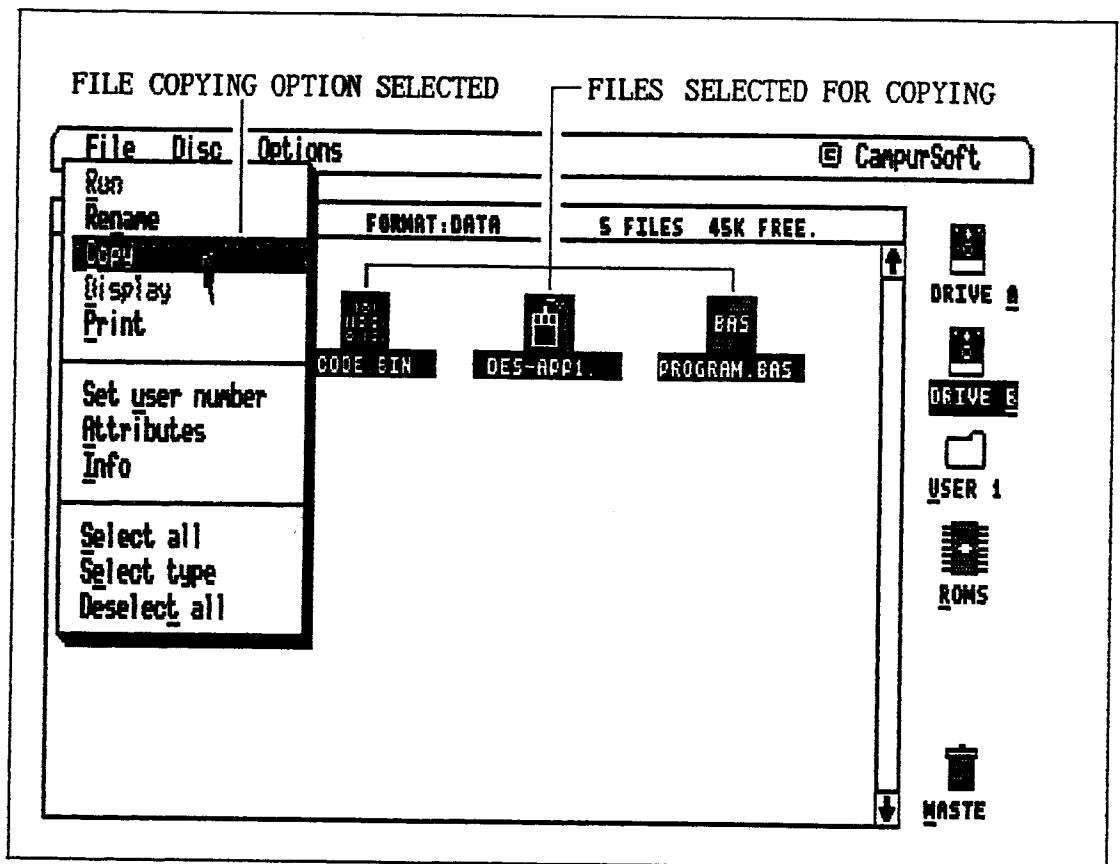 FILE COPYING OPTION SELECTED
FILES SELECTED FOR COPYING
File Disc Options
CampurSoft
Run
Rename
Copy
Display
Print
Set user number
Attributes
Info
Select all
Select type
Deselect all
FORMAT:DATA 5 FILES 45K FREE.
CODE.BIN
DES-APP1.
BAS
PROGRAM.BAS
DRIVE A
DRIVE B
USER 1
ROMS
WASTE